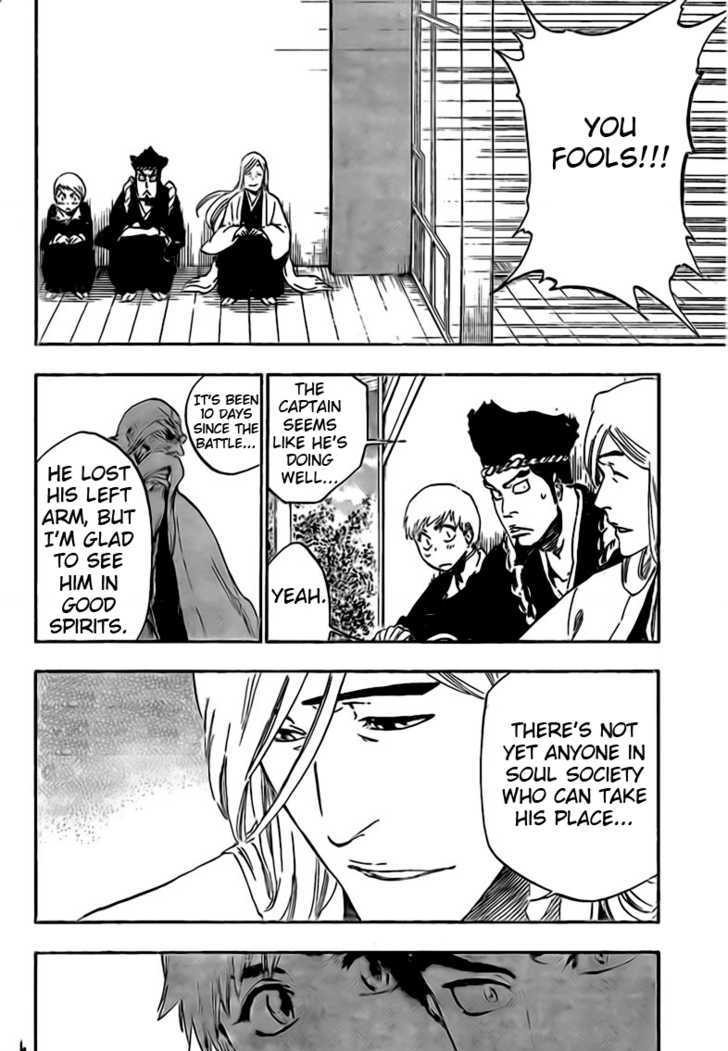 YOU
FOOLS!!!
THE
CAPTAIN
SEEMS
LIKE HE'S
DOING
WELL...
YEAH.
IT'S BEEN
10 DAYS
SINCE THE
BATTLE...
HE LOST
HIS LEFT
ARM, BUT
I'M GLAD
TO SEE
HIM IN
GOOD
SPIRITS.
THERE'S NOT
YET ANYONE IN
SOUL SOCIETY
WHO CAN TAKE
HIS PLACE...